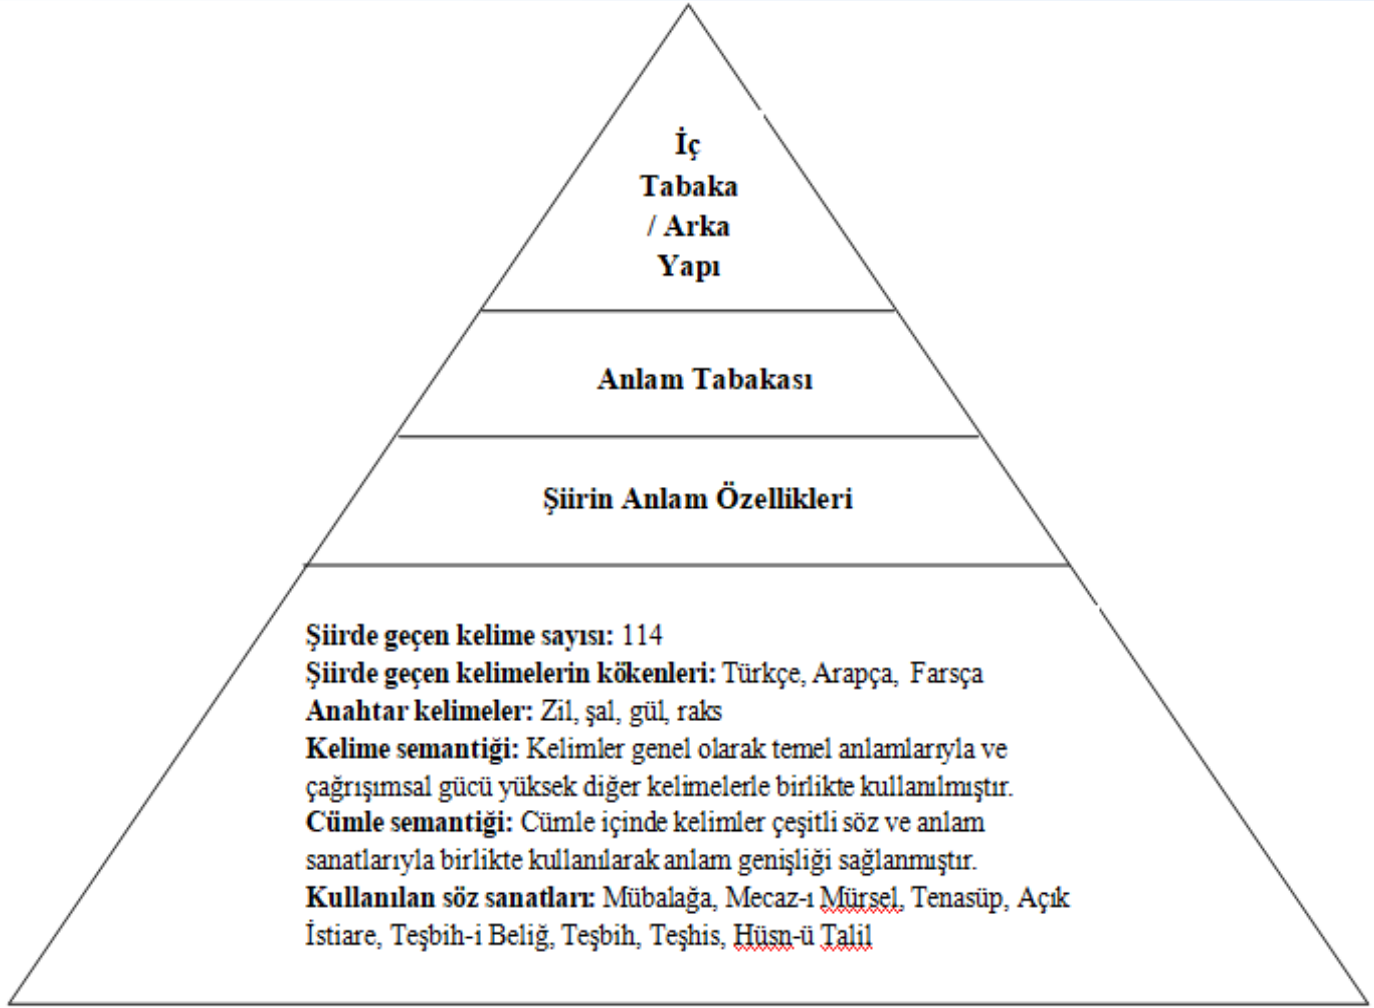 İç
Tabaka
/ Arka
Yapı
Anlam Tabakası
Şiirin Anlam Özellikleri
Şiirde geçen kelime sayısı: 114
Şiirde geçen kelimelerin kökenleri: Türkçe, Arapça, Farsça
Anahtar kelimeler: Zil, şal, gül, raks
Kelime semantiği: Kelimler genel olarak temel anlamlarıyla ve
çağrışımsal gücü yüksek diğer kelimelerle birlikte kullanılmıştır.
Cümle semantiği: Cümle içinde kelimler çeşitli söz ve anlam
sanatlarıyla birlikte kullanılarak anlam genişliği sağlanmıştır.
Kullanılan söz sanatları: Mübalağa, Mecaz-ı Mürsel, Tenasüp, Açık
İstiare, Teşbih-i Beliğ, Teşbih, Teşhis, Hüsn-ü Talil